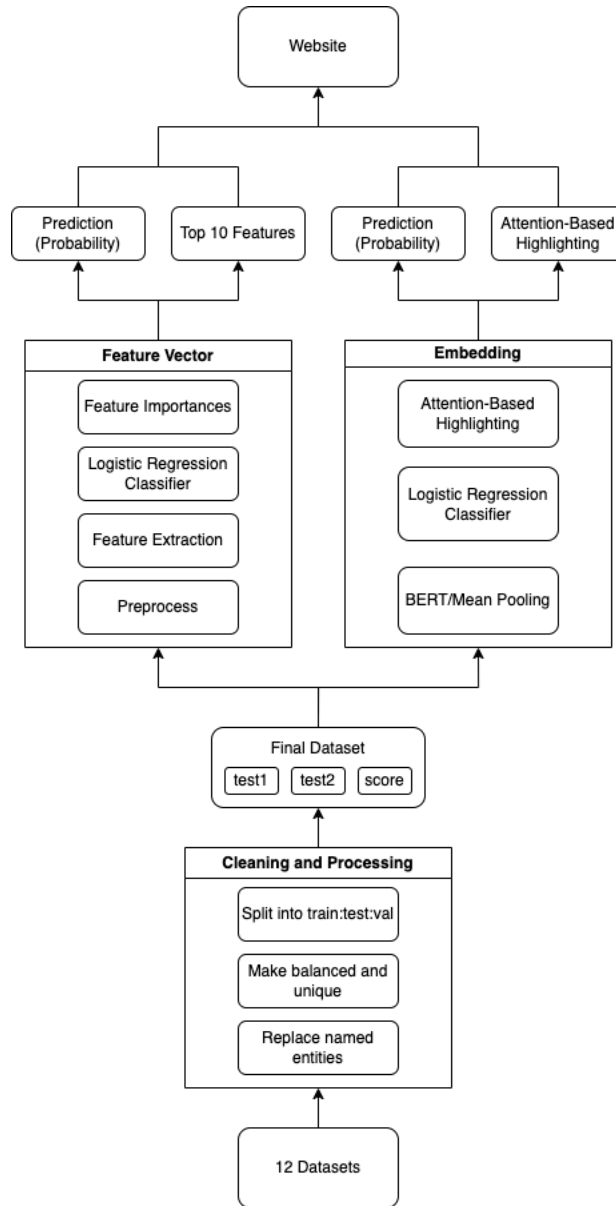 Website
Prediction
(Probability)
Top 10 Features
Prediction
(Probability)
Attention-Based
Highlighting
Feature Vector
Feature Importances
Logistic Regression
Classifier
Feature Extraction
Preprocess
Embedding
Attention-Based
Highlighting
Logistic Regression
Classifier
BERT/Mean Pooling
Final Dataset
test1
test2
score
Cleaning and Processing
Split into train:test:val
Make balanced and
unique
Replace named
entities
12 Datasets